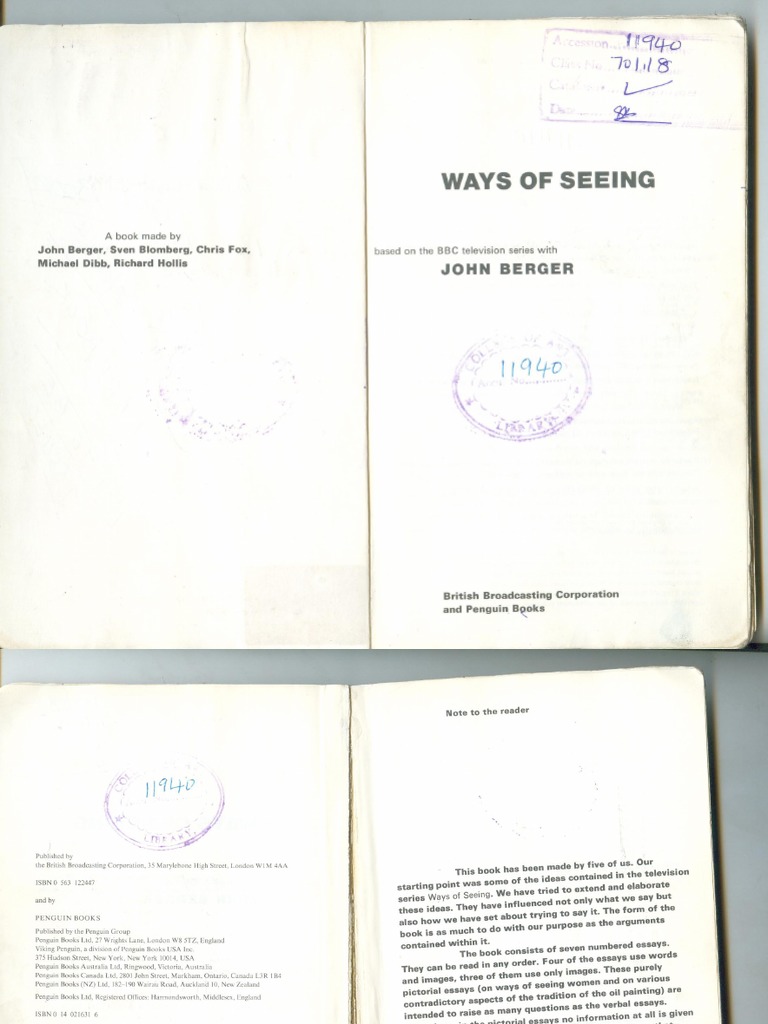 Accession 11940
Class No. 701.18
Date
A book made by
John Berger, Sven Blomberg, Chris Fox,
Michael Dibb, Richard Hollis
WAYS OF SEEING
based on the BBC television series with
JOHN BERGER
11940
LIBRARY
British Broadcasting Corporation
and Penguin Books
11940
LIBRARY
Published by
the British Broadcasting Corporation, 35 Marylebone High Street, London W1M 4AA
ISBN 0 563 122447
and by
PENGUIN BOOKS
Published by the Penguin Group
Penguin Books Ltd, 27 Wrights Lane, London W8 5TZ, England
Viking Penguin, a division of Penguin Books USA Inc.
375 Hudson Street, New York, New York 10014, USA
Penguin Books Australia Ltd, Ringwood, Victoria, Australia
Penguin Books Canada Ltd, 2801 John Street, Markham, Ontario, Canada L3R 1B4
Penguin Books (NZ) Ltd, 182-190 Wairau Road, Auckland 10, New Zealand
Penguin Books Ltd, Registered Offices: Harmondsworth, Middlesex, England
ISBN 0 14 021631 6
Note to the reader
This book has been made by five of us. Our
starting point was some of the ideas contained in the television
series Ways of Seeing. We have tried to extend and elaborate
these ideas. They have influenced not only what we say but
also how we have set about trying to say it. The form of the
book is as much to do with our purpose as the arguments
contained within it.
The book consists of seven numbered essays.
They can be read in any order. Four of the essays use words
and images, three of them use only images. These purely
pictorial essays (on ways of seeing women and on various
contradictory aspects of the tradition of the oil painting) are
intended to raise as many questions as the verbal essays.
in the pictorial essays no information at all is given